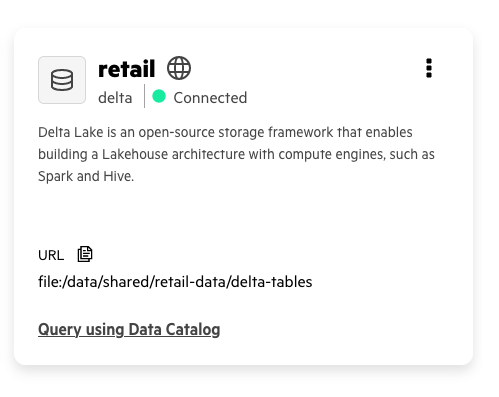 retail
delta
Connected
Delta Lake is an open-source storage framework that enables
building a Lakehouse architecture with compute engines, such as
Spark and Hive.
URL
file:/data/shared/retail-data/delta-tables
Query using Data Catalog